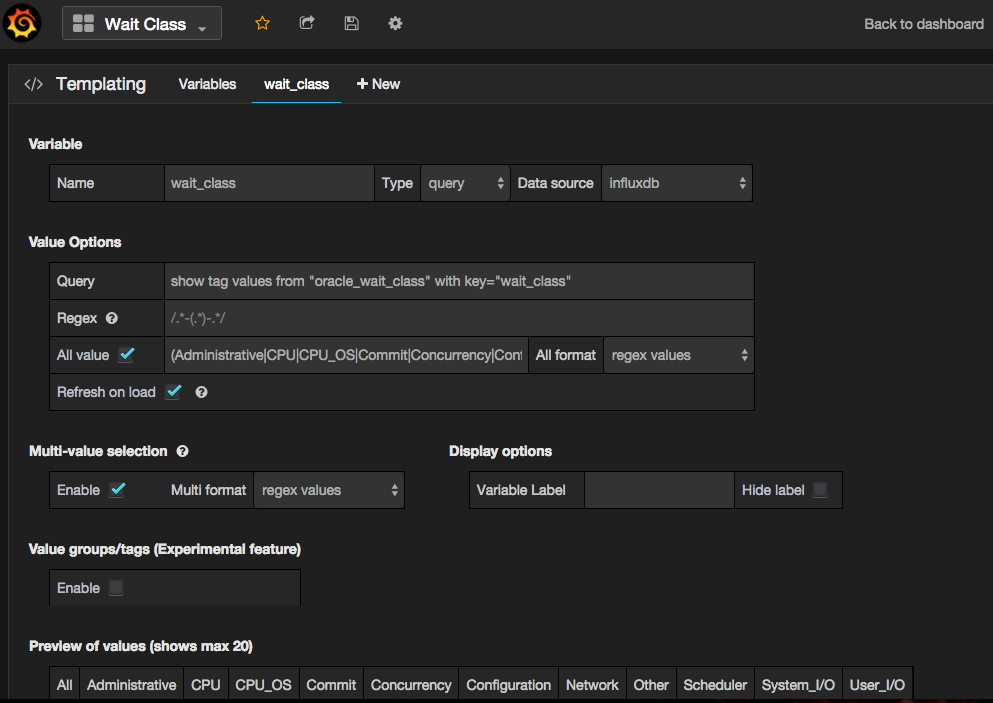 Wait Class Back to dashboard
</> Templating Variables wait_class + New
Variable
Name wait_class Type query Data source influxdb
Value Options
Query show tag values from "oracle_wait_class" with key="wait_class"
Regex /.*-(.*)-.*/
All value (Administrative|CPU|CPU_OS|Commit|Concurrency|Conf All format regex values
Refresh on load
Multi-value selection Display options
Enable Multi format regex values Variable Label Hide label
Value groups/tags (Experimental feature)
Enable
Preview of values (shows max 20)
All Administrative CPU CPU_OS Commit Concurrency Configuration Network Other Scheduler System_I/O User_I/O